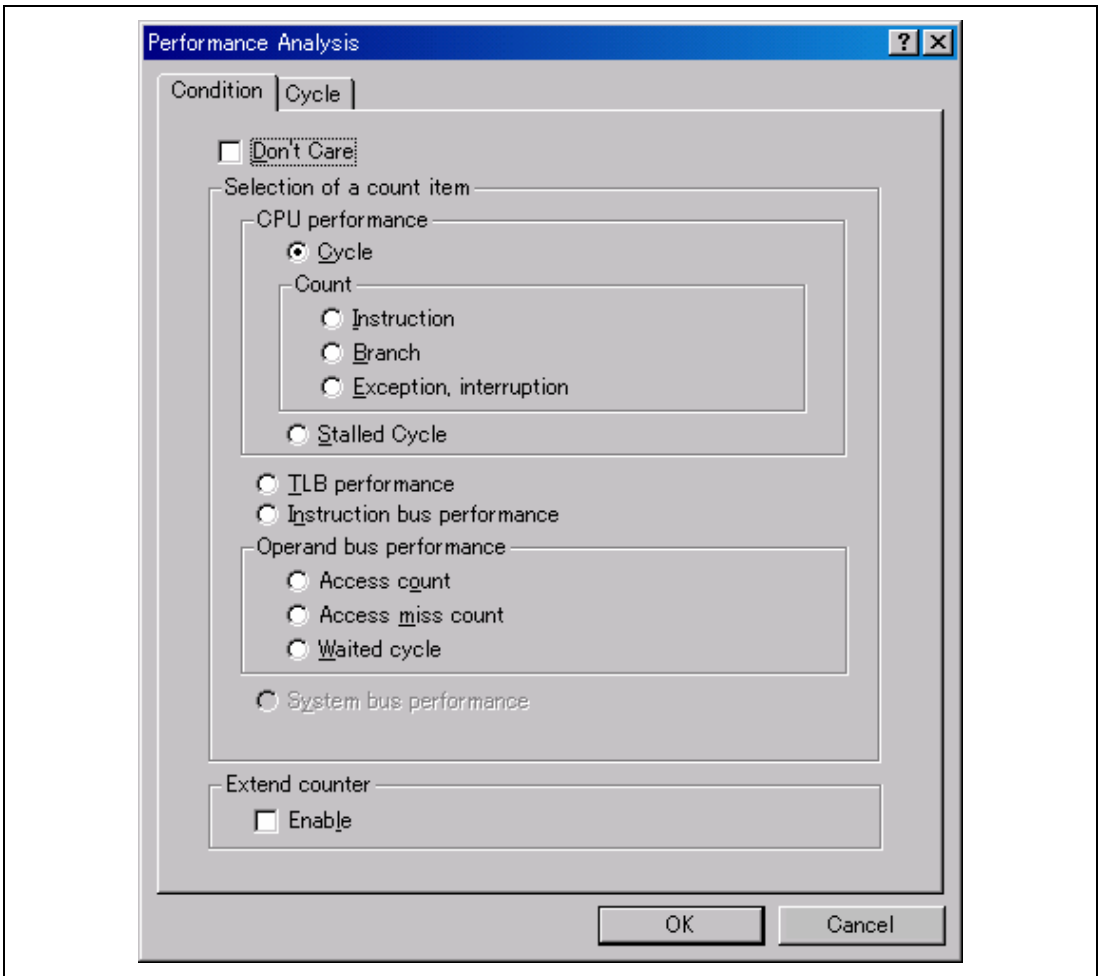 Performance Analysis
Condition Cycle
Don't Care
Selection of a count item
CPU performance
Cycle
Count
Instruction
Branch
Exception, interruption
Stalled Cycle
TLB performance
Instruction bus performance
Operand bus performance
Access count
Access miss count
Waited cycle
System bus performance
Extend counter
Enable
OK Cancel